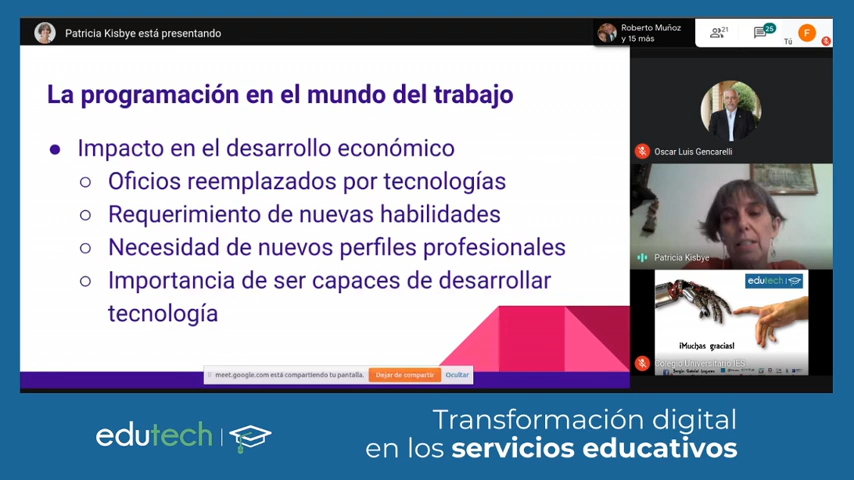 Patricia Kisbye está presentando
Roberto Muñoz
y 15 más
21
25
Tú
F
La programación en el mundo del trabajo
Impacto en el desarrollo económico
Oficios reemplazados por tecnologías
Requerimiento de nuevas habilidades
Necesidad de nuevos perfiles profesionales
Importancia de ser capaces de desarrollar
tecnología
Oscar Luis Gencarelli
Patricia Kisbye
edutech
¡Muchas gracias!
Colegio Universitario IES
meet.google.com está compartiendo tu pantalla.
Dejar de compartir
Ocultar
edutech
Transformación digital
en los servicios educativos